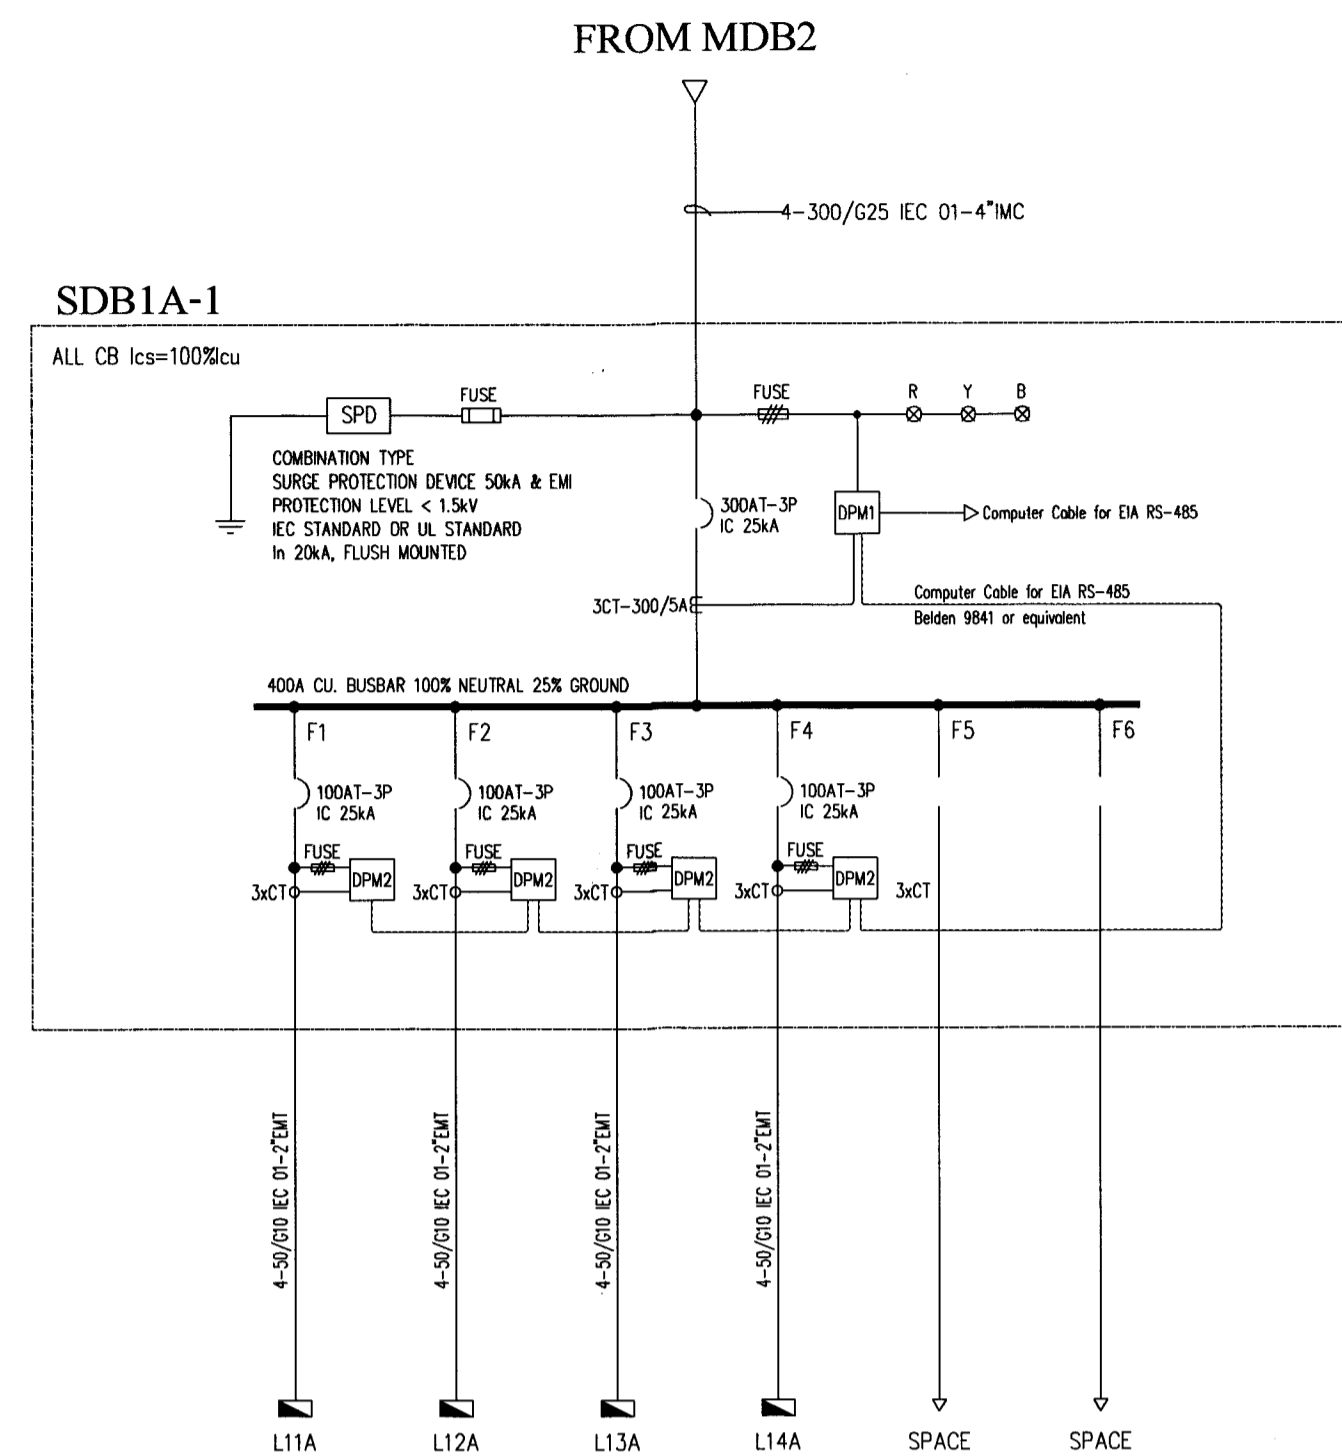 FROM MDB2
4-300/G25 IEC 01-4"IMC
SDB1A-1
ALL CB Ics=100%Icu
FUSE
FUSE
R
Y
B
SPD
COMBINATION TYPE
SURGE PROTECTION DEVICE 50kA & EMI
PROTECTION LEVEL < 1.5kV
IEC STANDARD OR UL STANDARD
In 20kA, FLUSH MOUNTED
300AT-3P
IC 25kA
DPM1
Computer Cable for EIA RS-485
3CT-300/5A
Computer Cable for EIA RS-485
Belden 9841 or equivalent
400A CU. BUSBAR 100% NEUTRAL 25% GROUND
F1
F2
F3
F4
F5
F6
100AT-3P
IC 25kA
100AT-3P
IC 25kA
100AT-3P
IC 25kA
100AT-3P
IC 25kA
FUSE
FUSE
FUSE
FUSE
DPM2
DPM2
DPM2
DPM2
3xCT
3xCT
3xCT
3xCT
3xCT
4-50/G10 IEC 01-2"EMT
4-50/G10 IEC 01-2"EMT
4-50/G10 IEC 01-2"EMT
4-50/G10 IEC 01-2"EMT
L11A
L12A
L13A
L14A
SPACE
SPACE